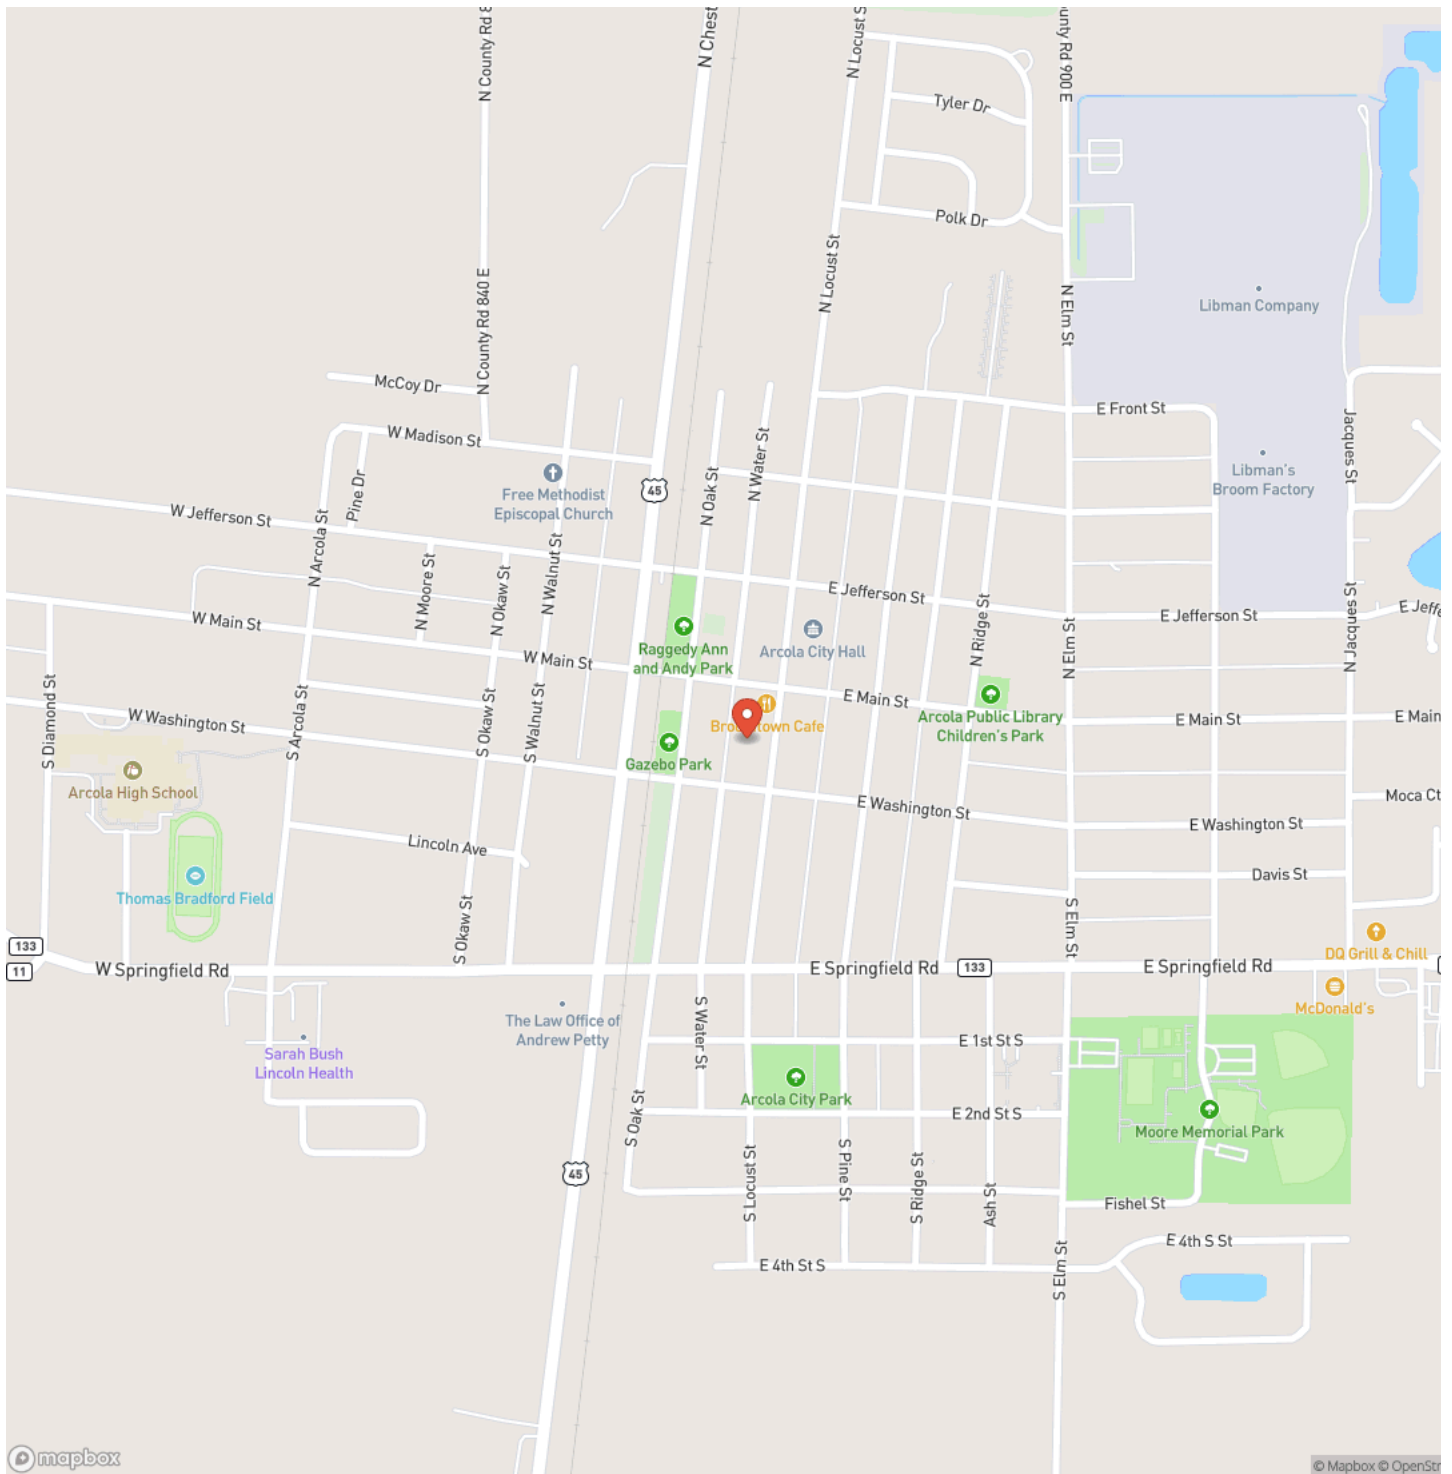 N County Rd 8
N Chest
N Locust S
ounty Rd 900 E
Tyler Dr
Polk Dr
N County Rd 840 E
N Locust St
N Elm St
Libman Company
McCoy Dr
W Madison St
E Front St
Jacques St
Pine Dr
N Water St
N Oak St
45
Free Methodist
Episcopal Church
Libman's
Broom Factory
W Jefferson St
N Arcola St
N Moore St
N Okaw St
N Walnut St
E Jefferson St
E Jefferson St
E Jeffe
N Ridge St
N Elm St
N Jacques St
W Main St
W Main St
Raggedy Ann
and Andy Park
Arcola City Hall
E Main St
Arcola Public Library
Children's Park
E Main St
E Main
S Diamond St
W Washington St
S Arcola St
S Okaw St
S Walnut St
Town Cafe
Gazebo Park
Arcola High School
E Washington St
E Washington St
Moca Ct
Lincoln Ave
Davis St
Thomas Bradford Field
S Okaw St
S Elm St
133
11
W Springfield Rd
E Springfield Rd
133
E Springfield Rd
DQ Grill & Chill
McDonald's
The Law Office of
Andrew Petty
Sarah Bush
Lincoln Health
S Water St
E 1st St S
Arcola City Park
E 2nd St S
Moore Memorial Park
S Oak St
45
S Locust St
S Pine St
S Ridge St
Ash St
Fishel St
E 4th S St
E 4th St S
S Elm St
mapbox
© Mapbox © OpenStr